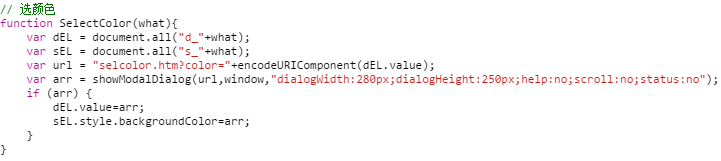 // 选颜色
function SelectColor(what){
    var dEL = document.all("d_"+what);
    var sEL = document.all("s_"+what);
    var url = "selcolor.htm?color="+encodeURIComponent(dEL.value);
    var arr = showModalDialog(url,window,"dialogWidth:280px;dialogHeight:250px;help:no;scroll:no;status:no");
    if (arr) {
        dEL.value=arr;
        sEL.style.backgroundColor=arr;
    }
}